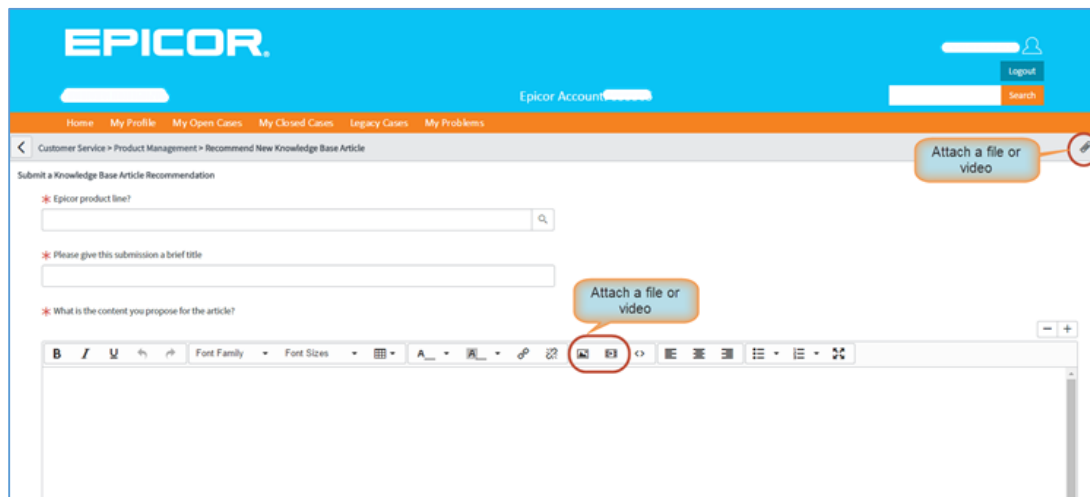 EPICOR.
Logout
Epicor Account
Search
Home My Profile My Open Cases My Closed Cases Legacy Cases My Problems
Customer Service > Product Management > Recommend New Knowledge Base Article
Attach a file or
video
Submit a Knowledge Base Article Recommendation
* Epicor product line?
* Please give this submission a brief title
Attach a file or
video
* What is the content you propose for the article?
B I U Font Family Font Sizes A A